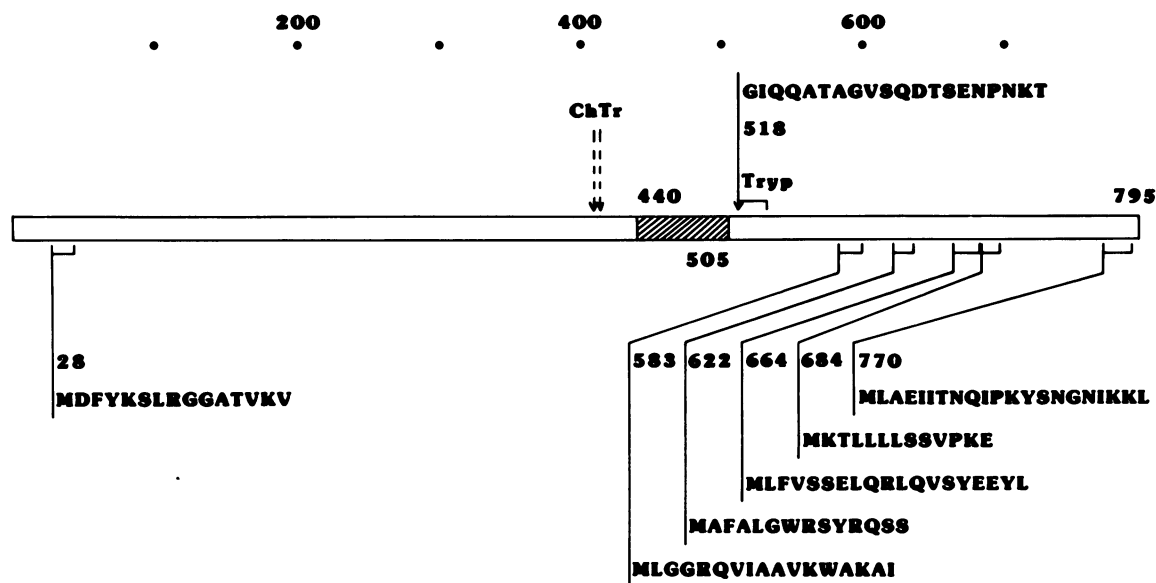 200 400 600
GIQQATAGVSQDTSENPNKT
ChTr
518
Tryp
440 795
505
28 583 622 664 684 770
MDFYKSLRGGATVKV MLAEIITNQIPKYSNGNIKKL
MKTLLLLSSVPKE
MLFVSSELQRLQVSYEEYL
MAFALGWRSYRQSS
MLGGRQVIAAVKWAKAI